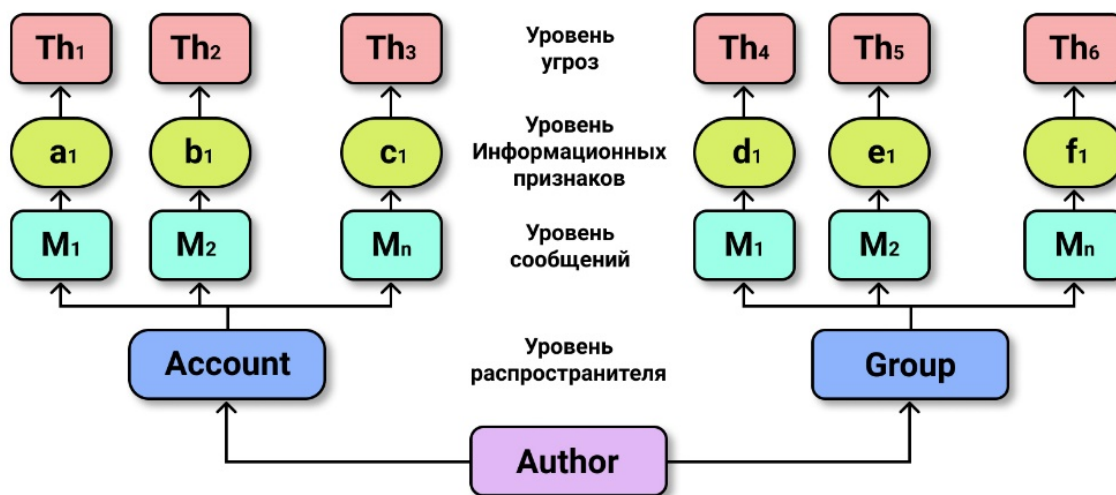 Th1 Th2 Th3 Уровень Th4 Th5 Th6
угроз
a1 b1 c1 Уровень d1 e1 f1
Информационных
признаков
M1 M2 Mn Уровень M1 M2 Mn
сообщений
Account Уровень Group
распространителя
Author